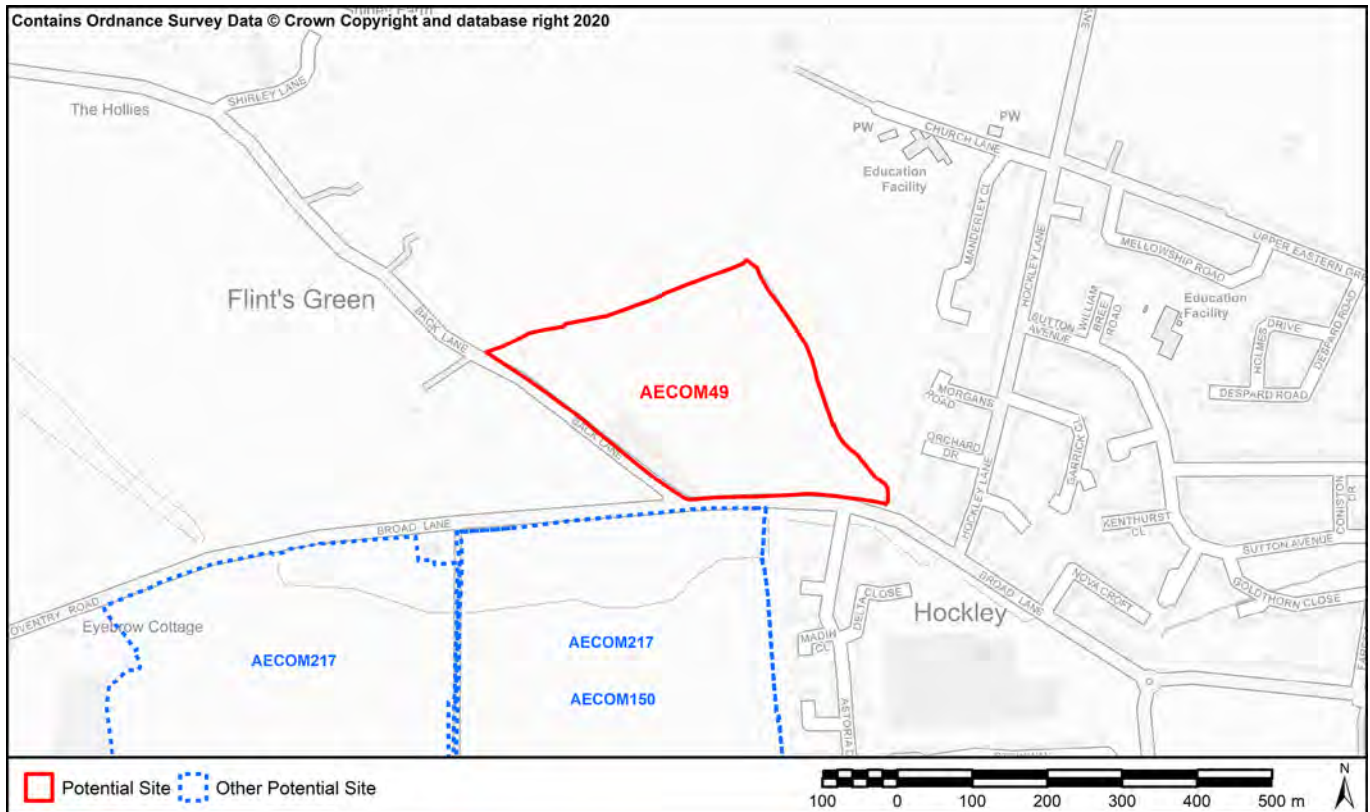 Contains Ordnance Survey Data © Crown Copyright and database right 2020
The Hollies
SHIRLEY LANE
PW
PW
CHURCH LANE
Education
Facility
MANDERLEY CL
HOCKLEY LANE
MELLOWSHIP ROAD
UPPER EASTERN GRE
Flint's Green
BACK LANE
SUTTON
AVENUE
WILLIAM
BREE
ROAD
Education
Facility
HOLMES
DRIVE
DESPARD ROAD
DESPARD ROAD
AECOM49
MORGANS
ROAD
ORCHARD
DR
GARRICK CL
BACK LANE
HOCKLEY LANE
KENTHURST
CL
CONISTON
DR
SUTTON AVENUE
GOLDTHORN CLOSE
BROAD LANE
BROAD LANE
NOVA CROFT
OVENTRY ROAD
Eyebrow Cottage
DELTA CLOSE
Hockley
MADIH
CL
AECOM217
AECOM217
AECOM150
ASTORIA D
Potential Site
Other Potential Site
100 0 100 200 300 400 500 m
N